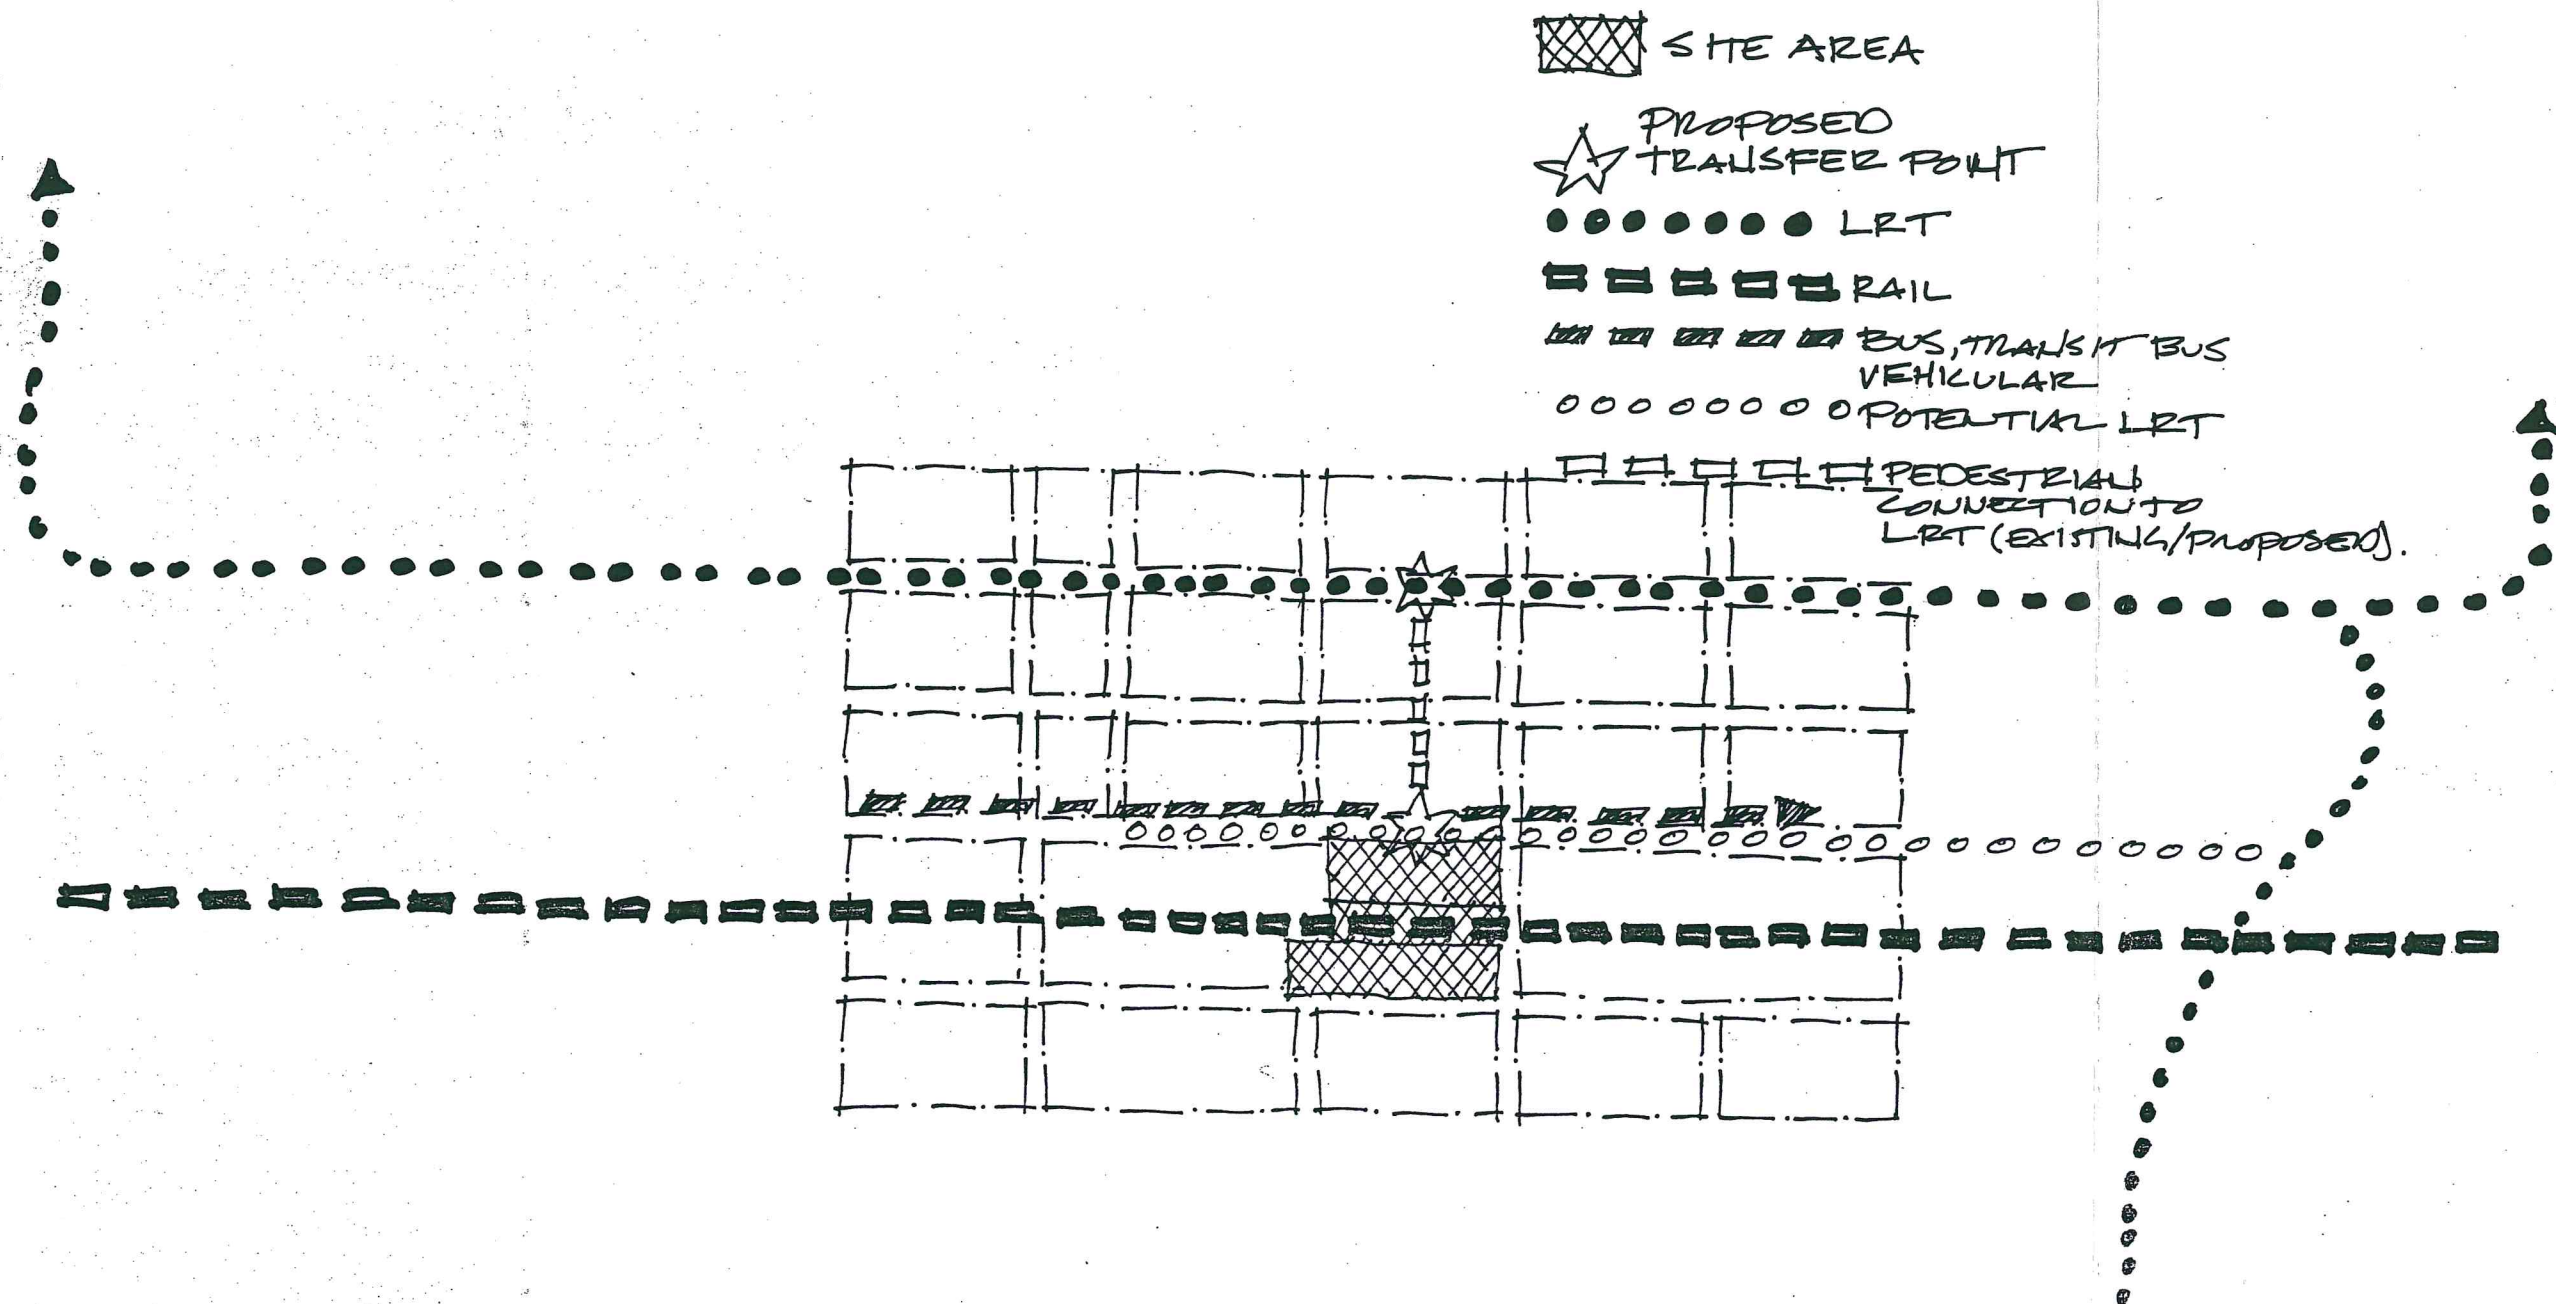 SITE AREA
PROPOSED
TRANSFER POINT
LRT
RAIL
BUS, TRANSIT BUS
VEHICULAR
POTENTIAL LRT
PEDESTRIAN
CONNECTION TO
LRT (EXISTING/PROPOSED).